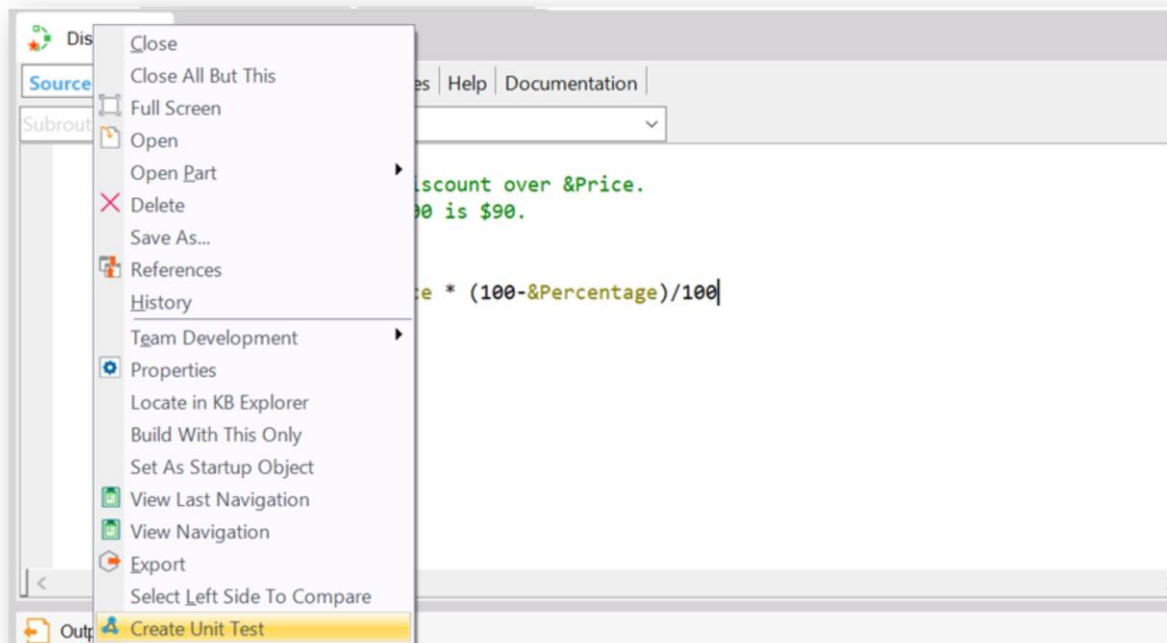 Dis
Close
Source
Close All But This
es Help Documentation
Full Screen
Subrout
Open
Open Part
iscount over &Price.
Delete
00 is $90.
Save As...
References
History
ce * (100-&Percentage)/100
Team Development
Properties
Locate in KB Explorer
Build With This Only
Set As Startup Object
View Last Navigation
View Navigation
Export
Select Left Side To Compare
Outp
Create Unit Test